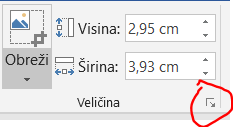 Visina: 2,95 cm
Obreži
Širina: 3,93 cm
Veličina